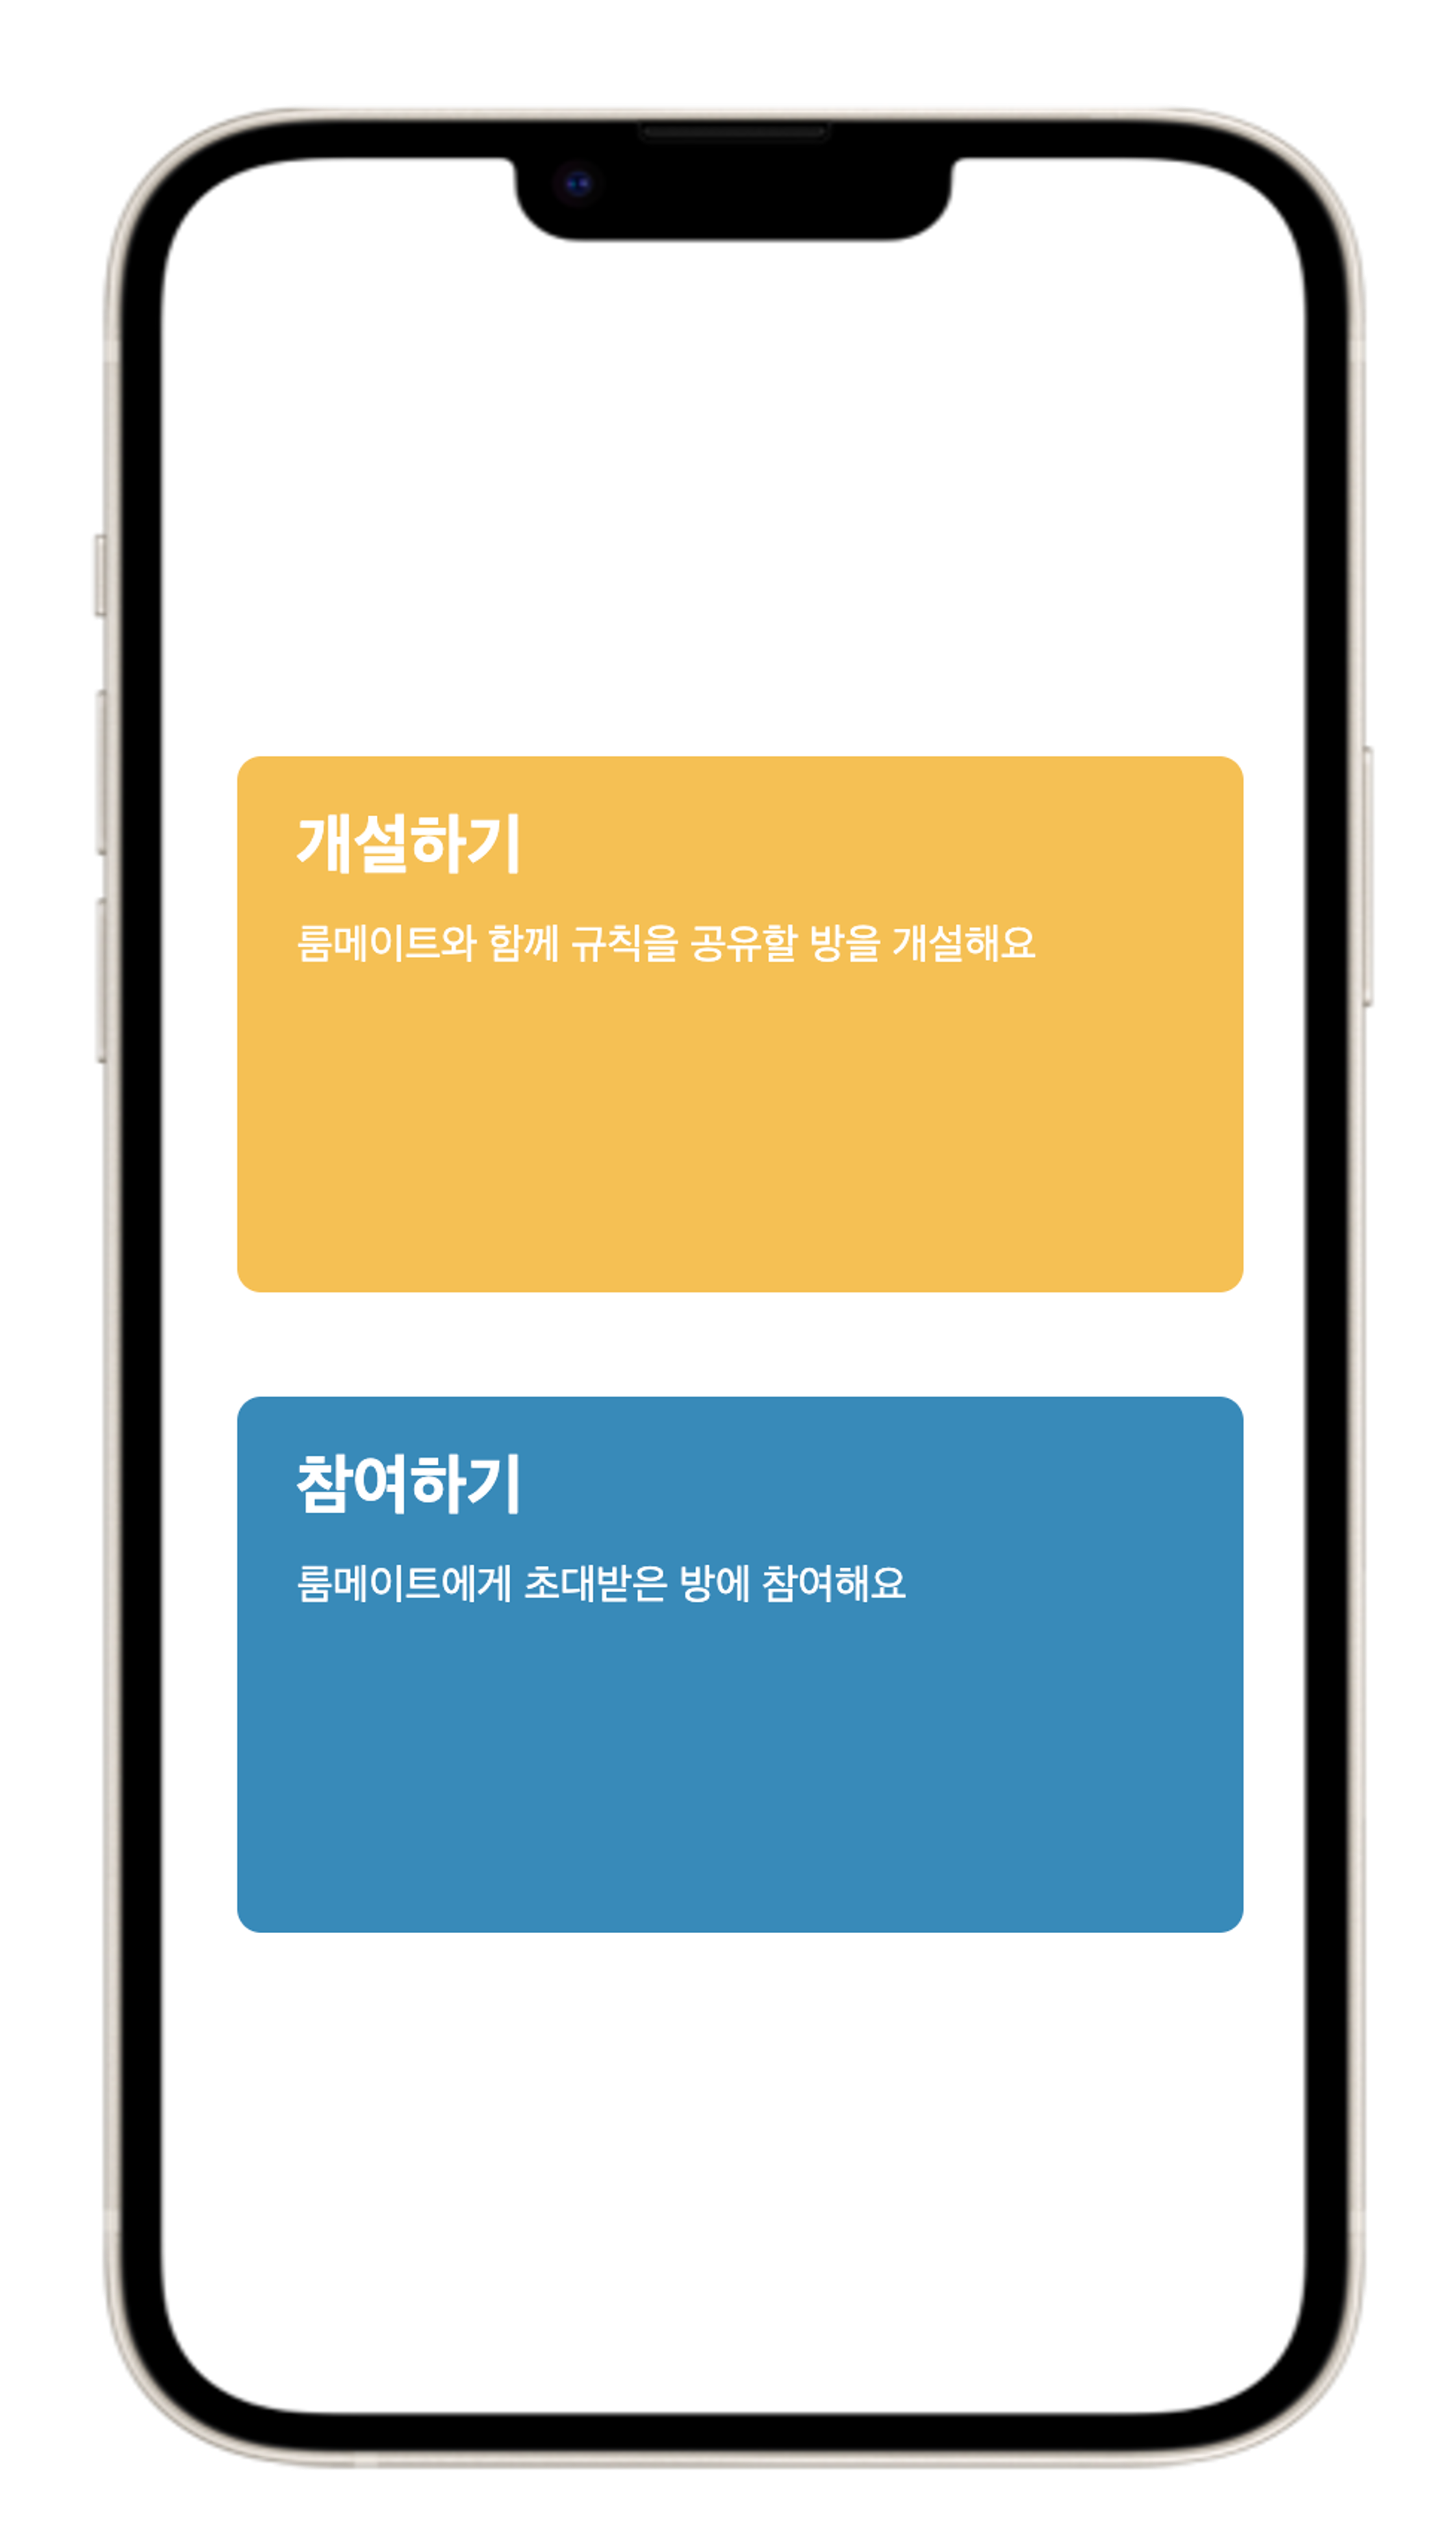 개설하기
룸메이트와 함께 규칙을 공유할 방을 개설해요
참여하기
룸메이트에게 초대받은 방에 참여해요